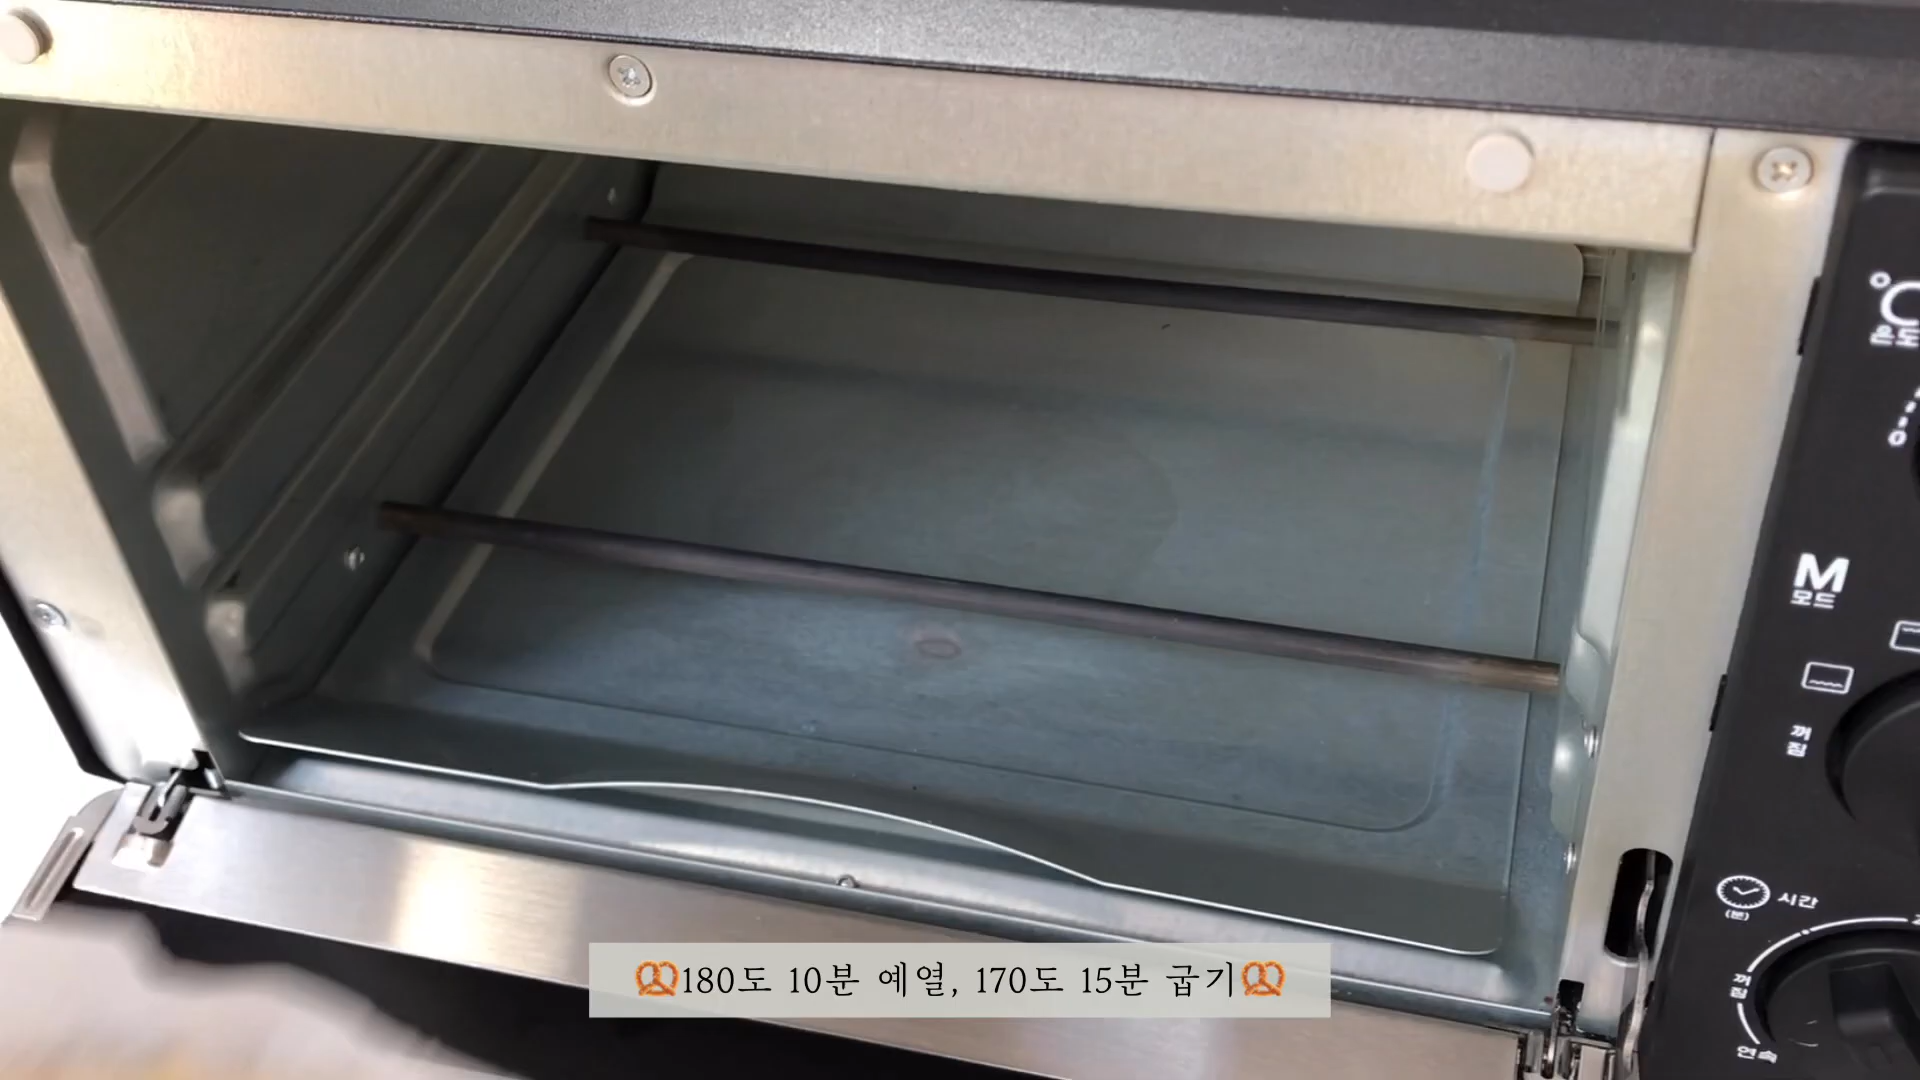 °C
온도
M
모드
꺼짐
시간
(분)
꺼짐
연속
🥨180도 10분 예열, 170도 15분 굽기🥨